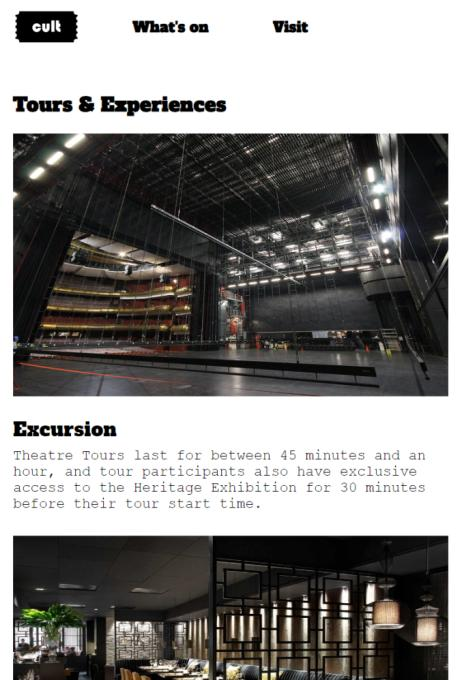 cult
What's on
Visit
Tours & Experiences
Excursion
Theatre Tours last for between 45 minutes and an
hour, and tour participants also have exclusive
access to the Heritage Exhibition for 30 minutes
before their tour start time.